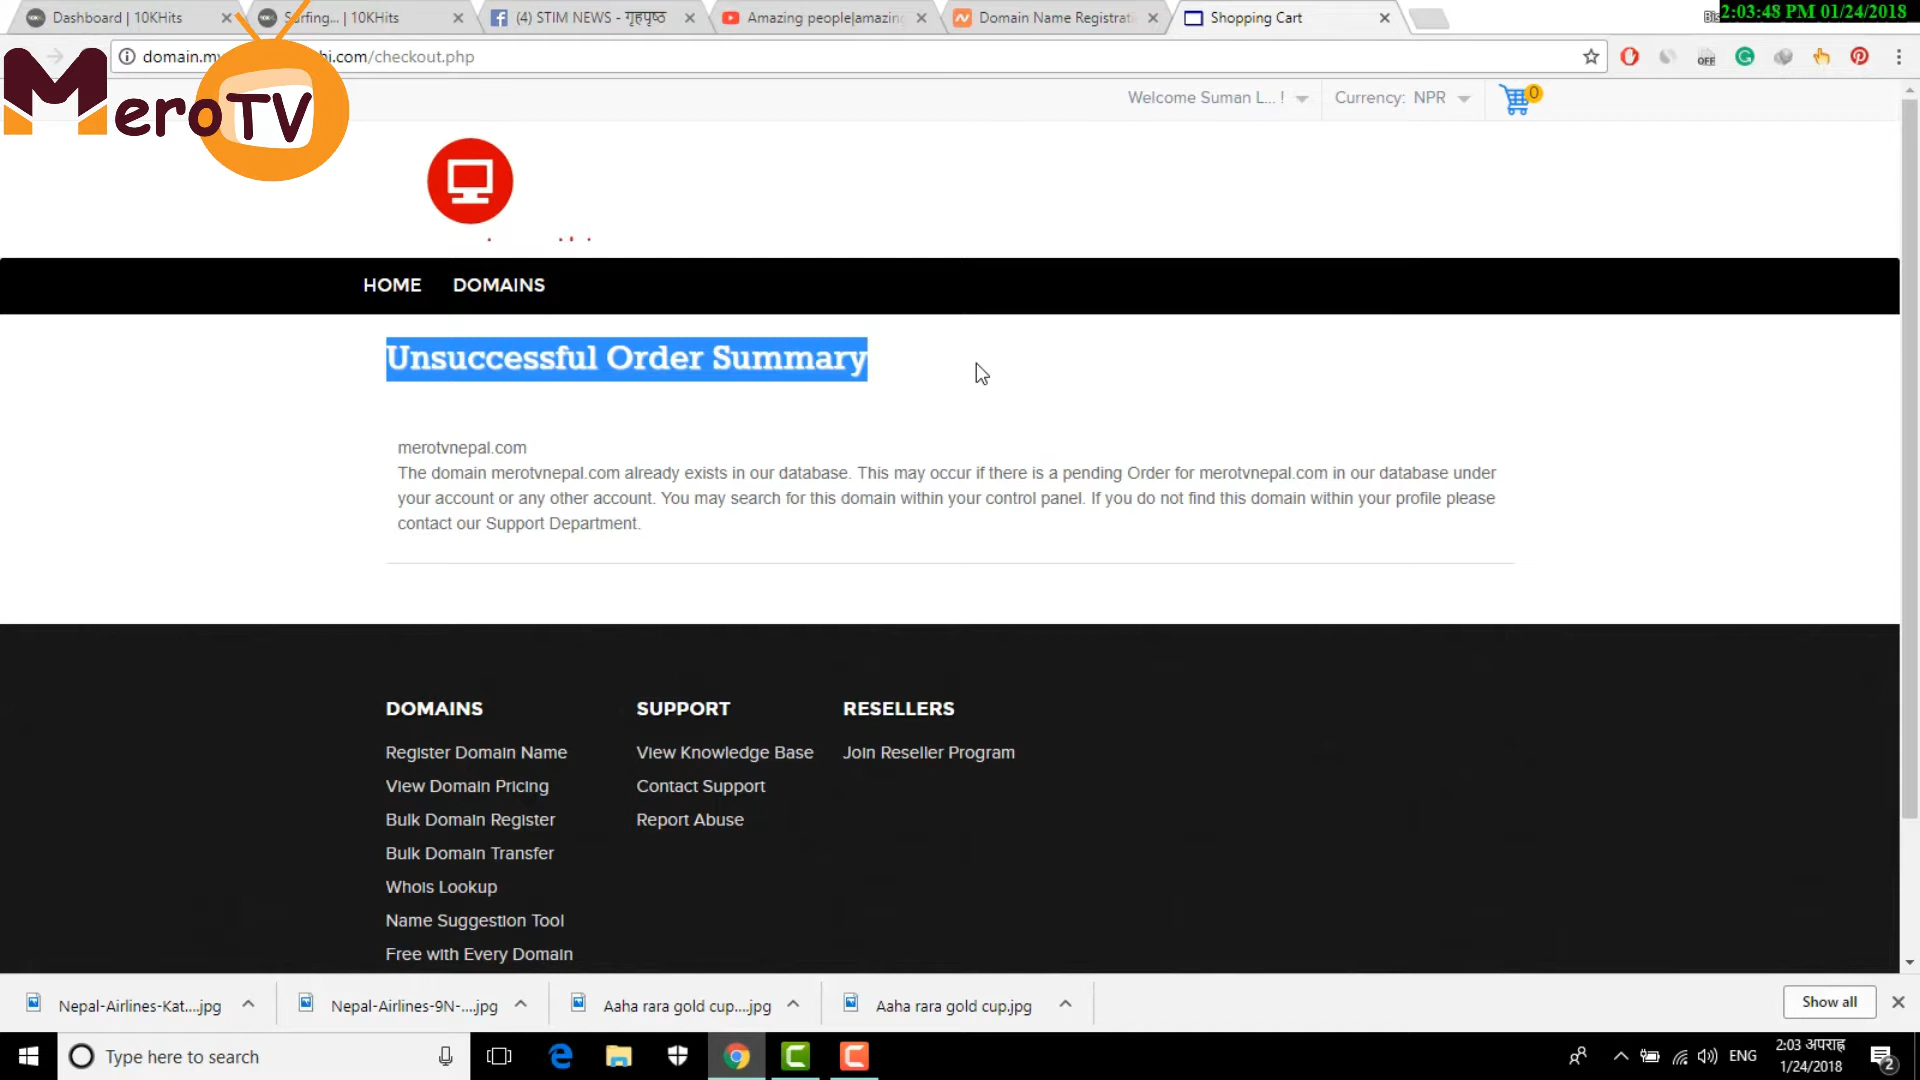 Dashboard | 10KHits
Surfing... | 10KHits
(4) STIM NEWS - गृहपृष्ठ
Amazing people|amazing
Domain Name Registrati
Shopping Cart
2:03:48 PM 01/24/2018
hi.com/checkout.php
MeroTV
Welcome Suman L... !
Currency: NPR
0
HOME
DOMAINS
Unsuccessful Order Summary
merotvnepal.com
The domain merotvnepal.com already exists in our database. This may occur if there is a pending Order for merotvnepal.com in our database under
your account or any other account. You may search for this domain within your control panel. If you do not find this domain within your profile please
contact our Support Department.
DOMAINS
Register Domain Name
View Domain Pricing
Bulk Domain Register
Bulk Domain Transfer
Whois Lookup
Name Suggestion Tool
Free with Every Domain
SUPPORT
View Knowledge Base
Contact Support
Report Abuse
RESELLERS
Join Reseller Program
Nepal-Airlines-Kat....jpg
Nepal-Airlines-9N-....jpg
Aaha rara gold cup....jpg
Aaha rara gold cup.jpg
Show all
Type here to search
ENG
2:03 अपराह्न
1/24/2018
2